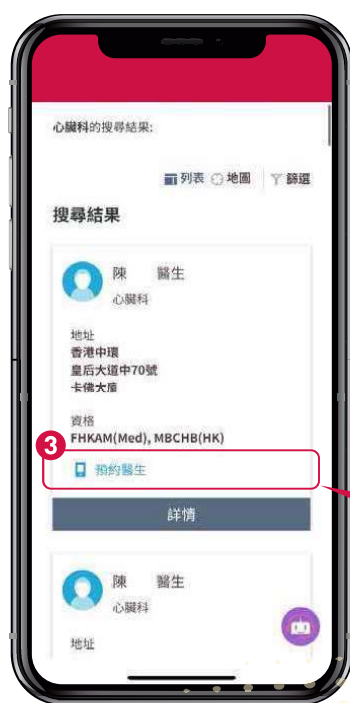 心臟科的搜尋結果:
列表 地圖 篩選
搜尋結果
陳 醫生
心臟科
地址
香港中環
皇后大道中70號
卡佛大廈
資格
FHKAM(Med), MBCHB(HK)
3
預約醫生
詳情
陳 醫生
心臟科
地址